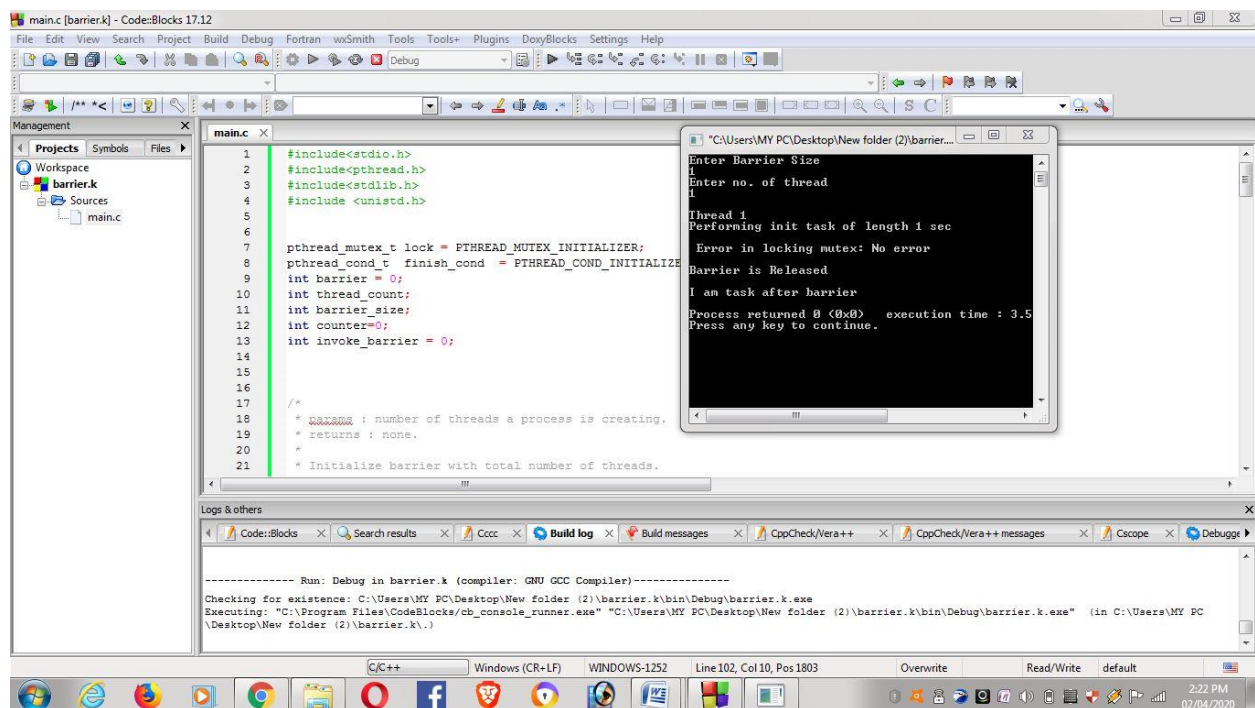 main.c [barrier.k] - Code::Blocks 17.12
File Edit View Search Project Build Debug Fortran wxSmith Tools Tools+ Plugins DoxyBlocks Settings Help
Debug
/** *<
S C
Management
Projects Symbols Files
Workspace
barrier.k
Sources
main.c
main.c
1 #include<stdio.h>
2 #include<pthread.h>
3 #include<stdlib.h>
4 #include <unistd.h>
5
6
7 pthread_mutex_t lock = PTHREAD_MUTEX_INITIALIZER;
8 pthread_cond_t finish_cond = PTHREAD_COND_INITIALIZE
9 int barrier = 0;
10 int thread_count;
11 int barrier_size;
12 int counter=0;
13 int invoke_barrier = 0;
14
15
16
17 /*
18 * params : number of threads a process is creating.
19 * returns : none.
20 *
21 * Initialize barrier with total number of threads.
"C:\Users\MY PC\Desktop\New folder (2)\barrier....
Enter Barrier Size
1
Enter no. of thread
1
Thread 1
Performing init task of length 1 sec
Error in locking mutex: No error
Barrier is Released
I am task after barrier
Process returned 0 (0x0) execution time : 3.5
Press any key to continue.
Logs & others
Code::Blocks Search results Cccc Build log Build messages CppCheck/Vera++ CppCheck/Vera++ messages Cscope Debugge
-------------- Run: Debug in barrier.k (compiler: GNU GCC Compiler)---------------
Checking for existence: C:\Users\MY PC\Desktop\New folder (2)\barrier.k\bin\Debug\barrier.k.exe
Executing: "C:\Program Files\CodeBlocks/cb_console_runner.exe" "C:\Users\MY PC\Desktop\New folder (2)\barrier.k\bin\Debug\barrier.k.exe" (in C:\Users\MY PC
\Desktop\New folder (2)\barrier.k\.)
C/C++ Windows (CR+LF) WINDOWS-1252 Line 102, Col 10, Pos 1803 Overwrite Read/Write default
2:22 PM
02/04/2020